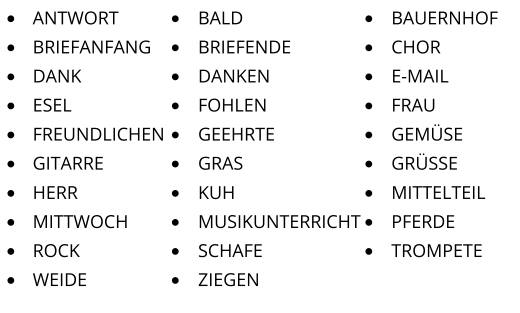 • ANTWORT • BALD • BAUERNHOF
• BRIEFANFANG • BRIEFENDE • CHOR
• DANK • DANKEN • E-MAIL
• ESEL • FOHLEN • FRAU
• FREUNDLICHEN • GEEHRTE • GEMÜSE
• GITARRE • GRAS • GRÜSSE
• HERR • KUH • MITTELTEIL
• MITTWOCH • MUSIKUNTERRICHT • PFERDE
• ROCK • SCHAFE • TROMPETE
• WEIDE • ZIEGEN